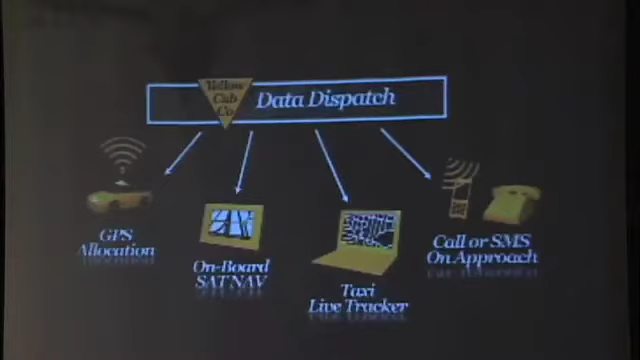 Yellow
Cab
Co
Data Dispatch
GPS
Allocation
On-Board
SAT NAV
Taxi
Live Tracker
Call or SMS
On Approach